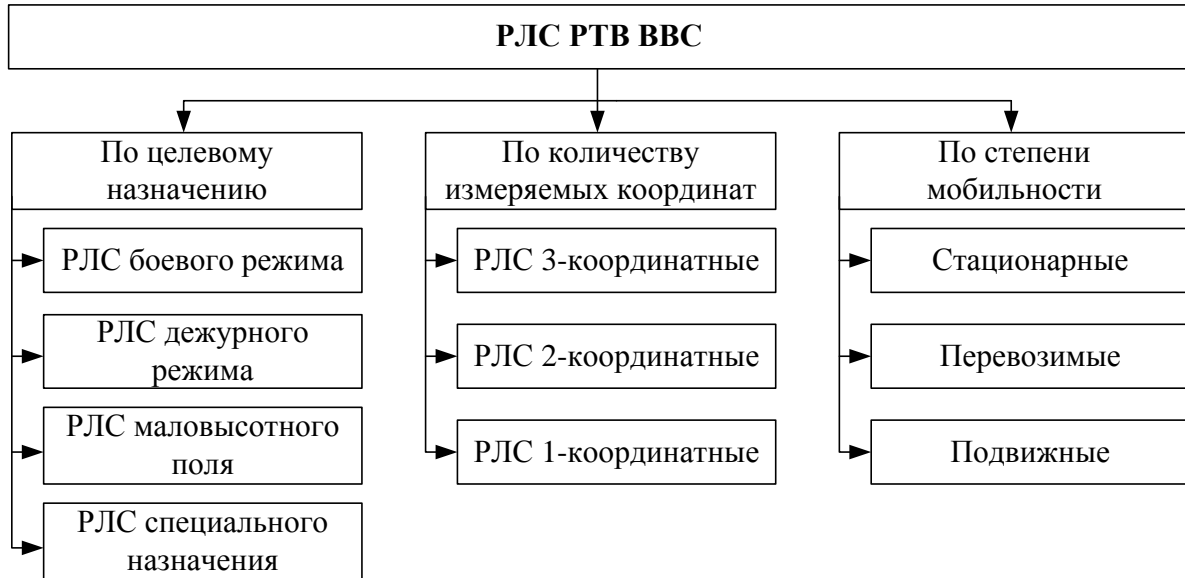 РЛС РТВ ВВС
По целевому
назначению
РЛС боевого режима
РЛС дежурного
режима
РЛС маловысотного
поля
РЛС специального
назначения
По количеству
измеряемых координат
РЛС 3-координатные
РЛС 2-координатные
РЛС 1-координатные
По степени
мобильности
Стационарные
Перевозимые
Подвижные